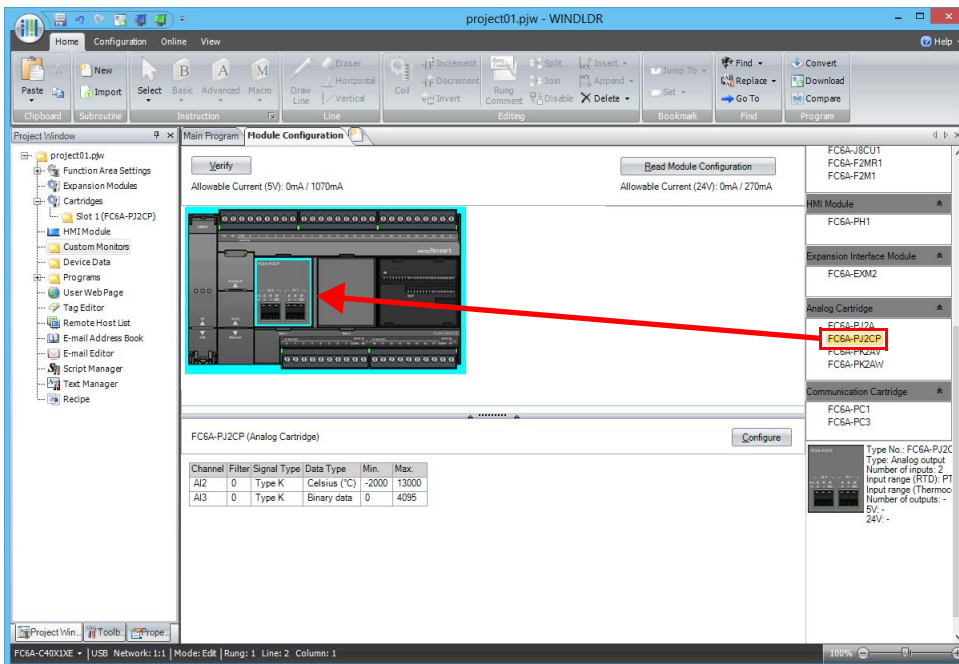 project01.pjw - WINDLDR
Home Configuration Online View Help
Paste New Import Select Basic Advanced Macro Draw Line Eraser Horizontal Vertical Coil Increment Decrement Invert Rung Comment Split Join Disable Insert Append Delete Jump To Set Find Replace Go To Convert Download Compare
Clipboard Subroutine Instruction Line Editing Bookmark Find Program
Project Window
Main Program Module Configuration
project01.pjw
Function Area Settings
Expansion Modules
Cartridges
Slot 1 (FC6A-PJ2CP)
HMI Module
Custom Monitors
Device Data
Programs
User Web Page
Tag Editor
Remote Host List
E-mail Address Book
E-mail Editor
Script Manager
Text Manager
Recipe
Verify
Read Module Configuration
Allowable Current (5V): 0mA / 1070mA
Allowable Current (24V): 0mA / 270mA
FC6A-PJ2CP
FC6A-PJ2CP (Analog Cartridge)
Configure
Channel Filter Signal Type Data Type Min. Max.
AI2 0 Type K Celsius (°C) -2000 13000
AI3 0 Type K Binary data 0 4095
FC6A-J8CU1
FC6A-F2MR1
FC6A-F2M1
HMI Module
FC6A-PH1
Expansion Interface Module
FC6A-EXM2
Analog Cartridge
FC6A-PJ2A
FC6A-PJ2CP
FC6A-PK2AV
FC6A-PK2AW
Communication Cartridge
FC6A-PC1
FC6A-PC3
Type No.: FC6A-PJ2C
Type: Analog output
Number of inputs: 2
Input range (RTD): PT
Input range (Thermoc
Number of outputs: -
5V: -
24V: -
Project Win... Toolb... Prope...
FC6A-C40X1XE USB Network: 1:1 Mode: Edit Rung: 1 Line: 2 Column: 1 100%